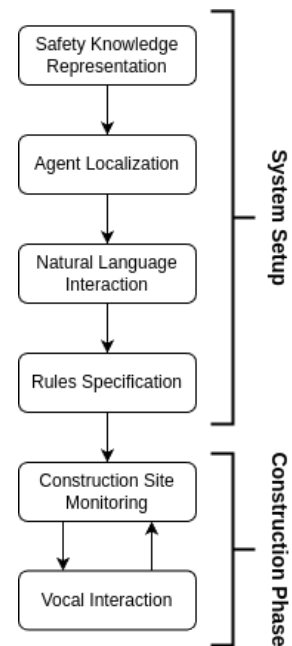 Safety Knowledge
Representation
Agent Localization
Natural Language
Interaction
Rules Specification
System Setup
Construction Site
Monitoring
Vocal Interaction
Construction Phase